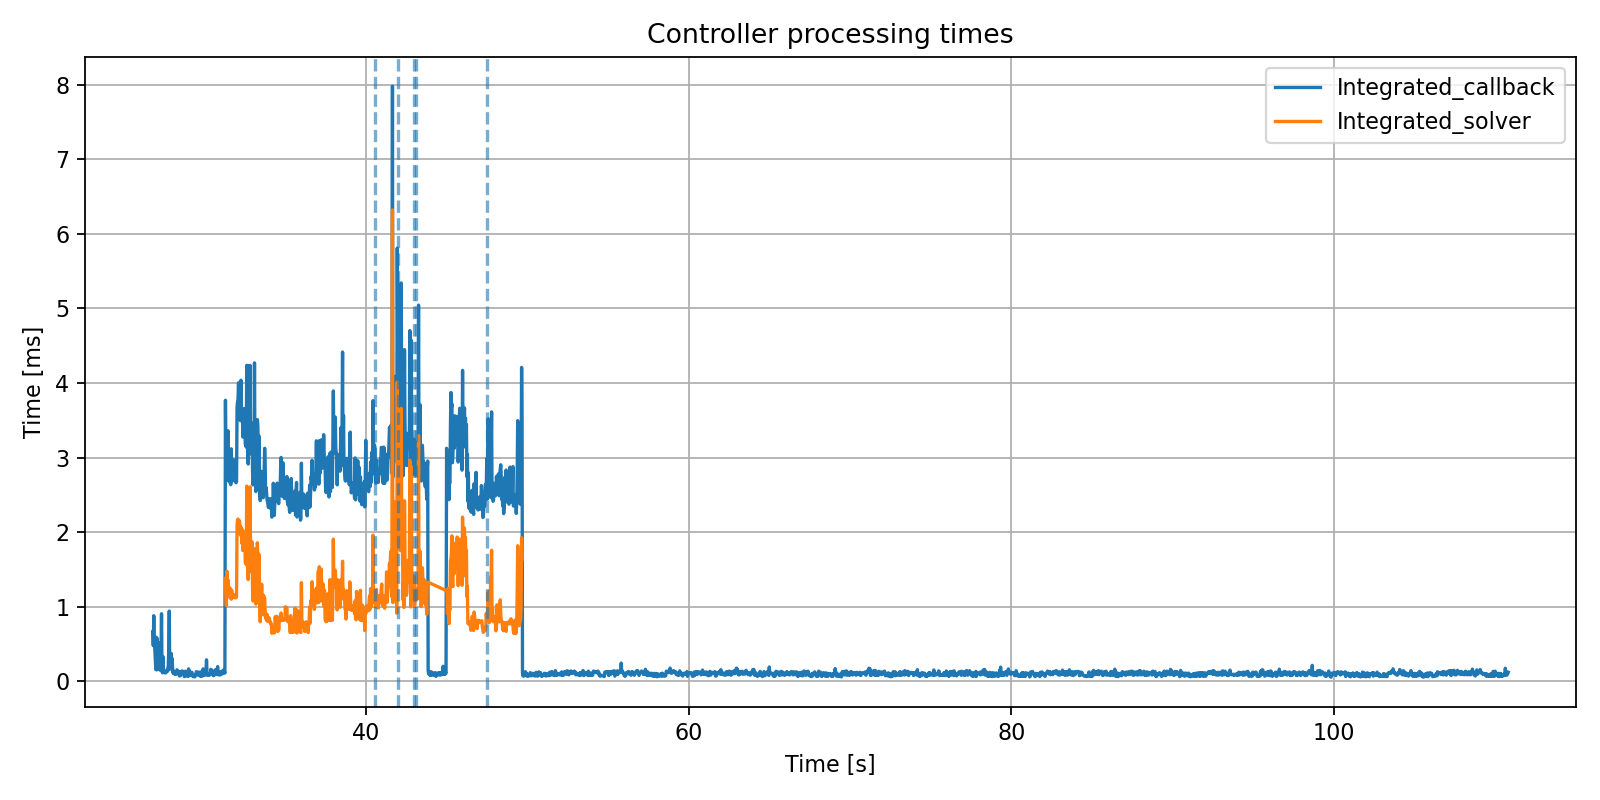 Controller processing times
Integrated_callback
Integrated_solver
Time [ms]
8
7
6
5
4
3
2
1
0
40
60
80
100
Time [s]